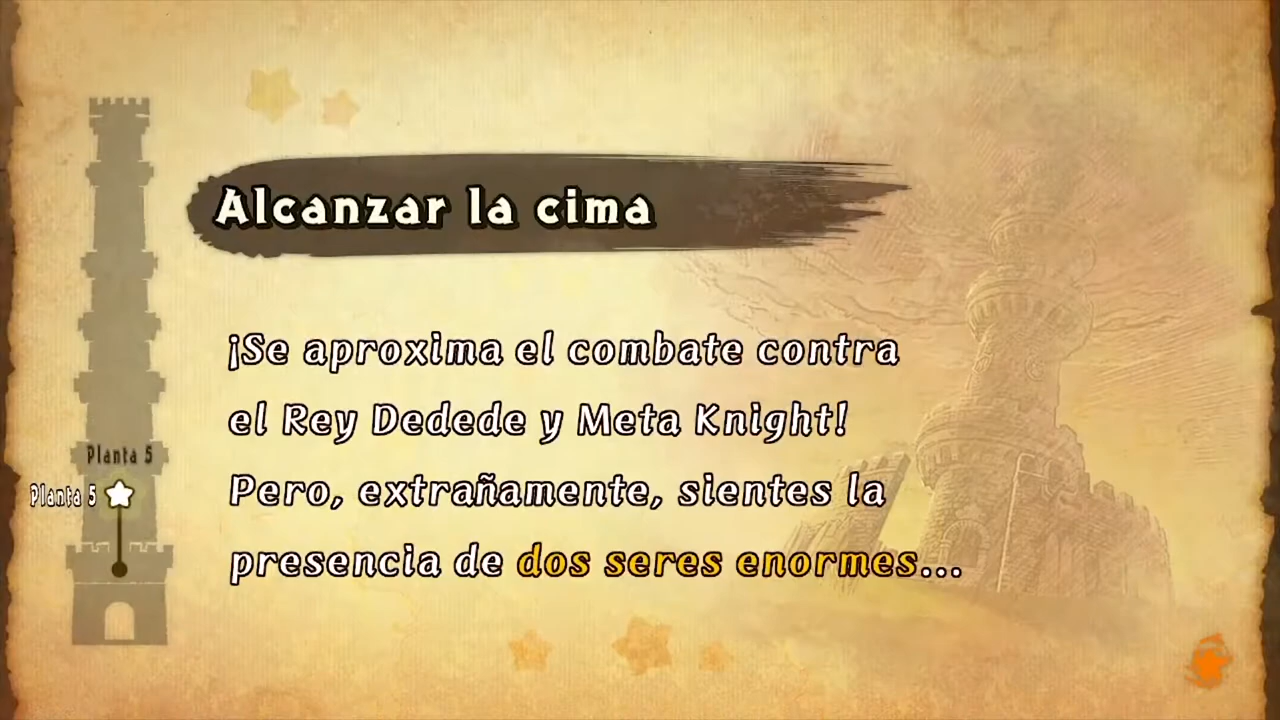 Alcanzar la cima
¡Se aproxima el combate contra
el Rey Dedede y Meta Knight!
Pero, extrañamente, sientes la
presencia de dos seres enormes...
Planta 5
Planta 5